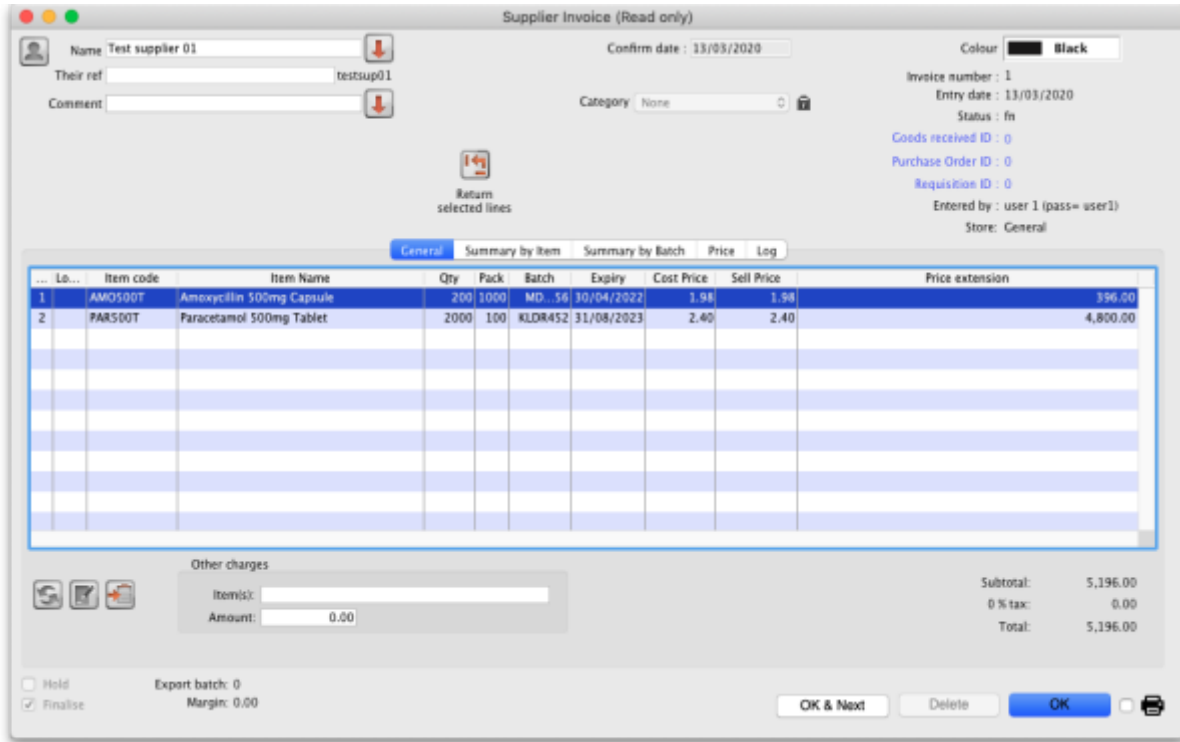 Supplier Invoice (Read only)
Name Test supplier 01 Confirm date : 13/03/2020 Colour Black
Their ref testsup01 Invoice number : 1
Entry date : 13/03/2020
Comment Category None
Status : fn
Goods received ID : 0
Purchase Order ID : 0
Requisition ID : 0
Return
selected lines
Entered by : user 1 (pass= user1)
Store: General
General Summary by Item Summary by Batch Price Log
... Lo... Item code Item Name Qty Pack Batch Expiry Cost Price Sell Price Price extension
1 AMO500T Amoxycillin 500mg Capsule 200 1000 MD...56 30/04/2022 1.98 1.98 396.00
2 PAR500T Paracetamol 500mg Tablet 2000 100 KLDR452 31/08/2023 2.40 2.40 4,800.00
Other charges
Item(s):
Amount: 0.00
Subtotal: 5,196.00
0 % tax: 0.00
Total: 5,196.00
Hold Export batch: 0
Finalise Margin: 0.00
OK & Next Delete OK